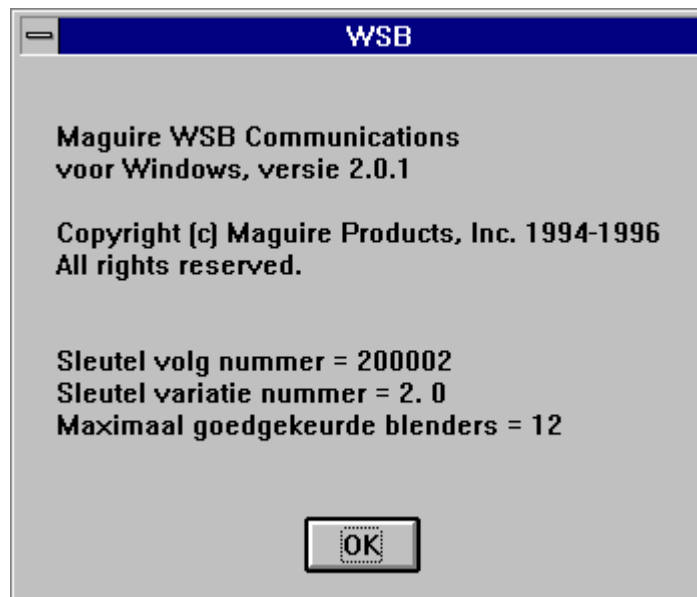 WSB
Maguire WSB Communications
voor Windows, versie 2.0.1
Copyright (c) Maguire Products, Inc. 1994-1996
All rights reserved.
Sleutel volg nummer = 200002
Sleutel variatie nummer = 2. 0
Maximaal goedgekeurde blenders = 12
OK